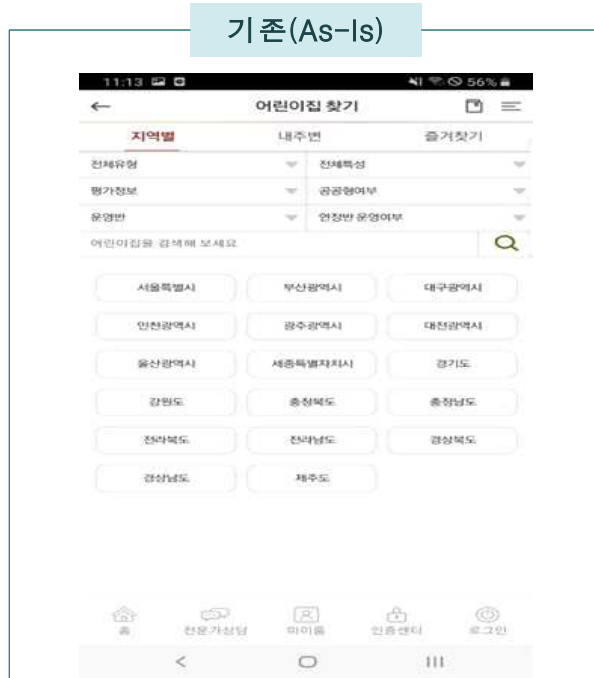 기존(As-Is)
11:13 56%
어린이집 찾기
지역별 내주변 즐겨찾기
전체유형 전체특성
평가정보 공공형여부
운영반 연장반 운영여부
어린이집을 검색해 보세요
서울특별시 부산광역시 대구광역시
인천광역시 광주광역시 대전광역시
울산광역시 세종특별자치시 경기도
강원도 충청북도 충청남도
전라북도 전라남도 경상북도
경상남도 제주도
홈 전문가상담 마이홈 인증센터 로그인